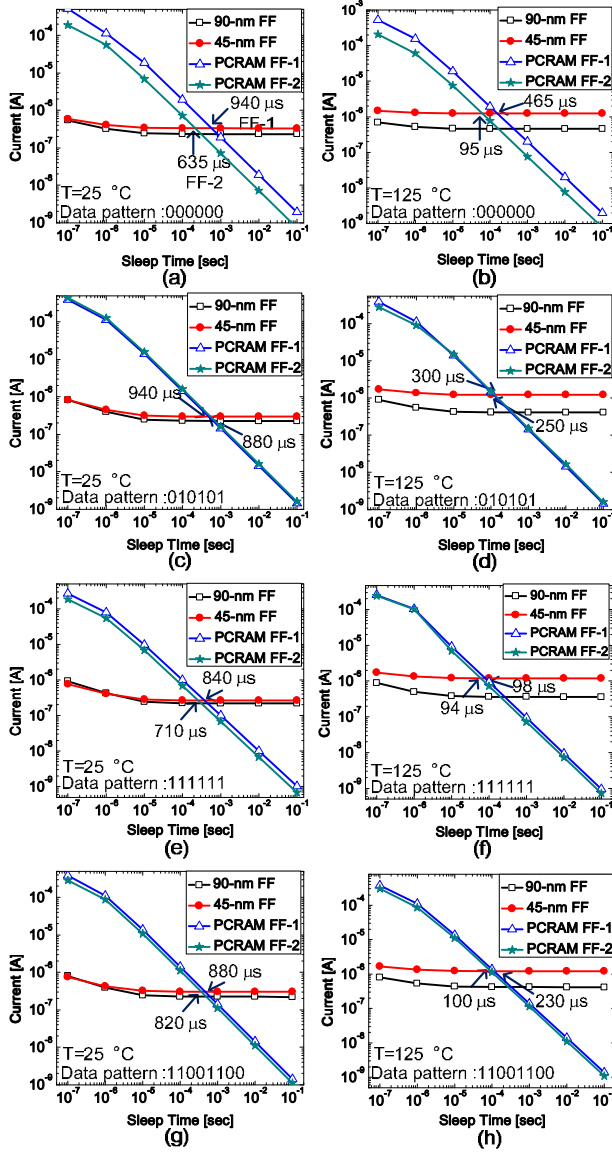 90-nm FF
45-nm FF
PCRAM FF-1
PCRAM FF-2
Current [A]
10-4
10-5
10-6
10-7
10-8
10-9
940 μs
FF-1
635 μs
FF-2
T=25 °C
Data pattern :000000
10-7 10-6 10-5 10-4 10-3 10-2 10-1
Sleep Time [sec]
(a)
90-nm FF
45-nm FF
PCRAM FF-1
PCRAM FF-2
Current [A]
10-3
10-4
10-5
10-6
10-7
10-8
10-9
465 μs
95 μs
T=125 °C
Data pattern :000000
10-7 10-6 10-5 10-4 10-3 10-2 10-1
Sleep Time [sec]
(b)
90-nm FF
45-nm FF
PCRAM FF-1
PCRAM FF-2
Current [A]
10-4
10-5
10-6
10-7
10-8
10-9
940 μs
880 μs
T=25 °C
Data pattern :010101
10-7 10-6 10-5 10-4 10-3 10-2 10-1
Sleep Time [sec]
(c)
90-nm FF
45-nm FF
PCRAM FF-1
PCRAM FF-2
Current [A]
10-4
10-5
10-6
10-7
10-8
10-9
300 μs
250 μs
T=125 °C
Data pattern :010101
10-7 10-6 10-5 10-4 10-3 10-2 10-1
Sleep Time [sec]
(d)
90-nm FF
45-nm FF
PCRAM FF-1
PCRAM FF-2
Current [A]
10-4
10-5
10-6
10-7
10-8
10-9
840 μs
710 μs
T=25 °C
Data pattern :111111
10-7 10-6 10-5 10-4 10-3 10-2 10-1
Sleep Time [sec]
(e)
90-nm FF
45-nm FF
PCRAM FF-1
PCRAM FF-2
Current [A]
10-4
10-5
10-6
10-7
10-8
10-9
94 μs
98 μs
T=125 °C
Data pattern :111111
10-7 10-6 10-5 10-4 10-3 10-2 10-1
Sleep Time [sec]
(f)
90-nm FF
45-nm FF
PCRAM FF-1
PCRAM FF-2
Current [A]
10-4
10-5
10-6
10-7
10-8
10-9
880 μs
820 μs
T=25 °C
Data pattern :11001100
10-7 10-6 10-5 10-4 10-3 10-2 10-1
Sleep Time [sec]
(g)
90-nm FF
45-nm FF
PCRAM FF-1
PCRAM FF-2
Current [A]
10-4
10-5
10-6
10-7
10-8
10-9
100 μs
230 μs
T=125 °C
Data pattern :11001100
10-7 10-6 10-5 10-4 10-3 10-2 10-1
Sleep Time [sec]
(h)